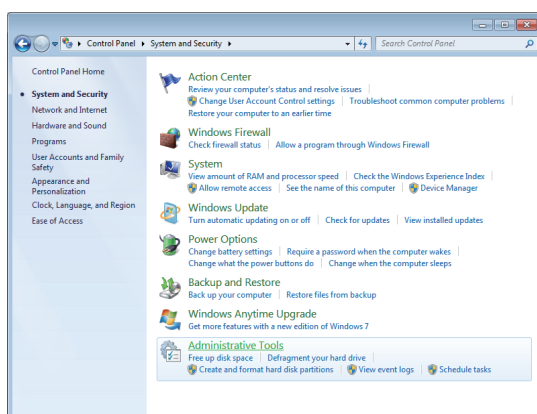 Control Panel System and Security Search Control Panel
Control Panel Home
System and Security
Network and Internet
Hardware and Sound
Programs
User Accounts and Family
Safety
Appearance and
Personalization
Clock, Language, and Region
Ease of Access
Action Center
Review your computer's status and resolve issues
Change User Account Control settings Troubleshoot common computer problems
Restore your computer to an earlier time
Windows Firewall
Check firewall status Allow a program through Windows Firewall
System
View amount of RAM and processor speed Check the Windows Experience Index
Allow remote access See the name of this computer Device Manager
Windows Update
Turn automatic updating on or off Check for updates View installed updates
Power Options
Change battery settings Require a password when the computer wakes
Change what the power buttons do Change when the computer sleeps
Backup and Restore
Back up your computer Restore files from backup
Windows Anytime Upgrade
Get more features with a new edition of Windows 7
Administrative Tools
Free up disk space Defragment your hard drive
Create and format hard disk partitions View event logs Schedule tasks